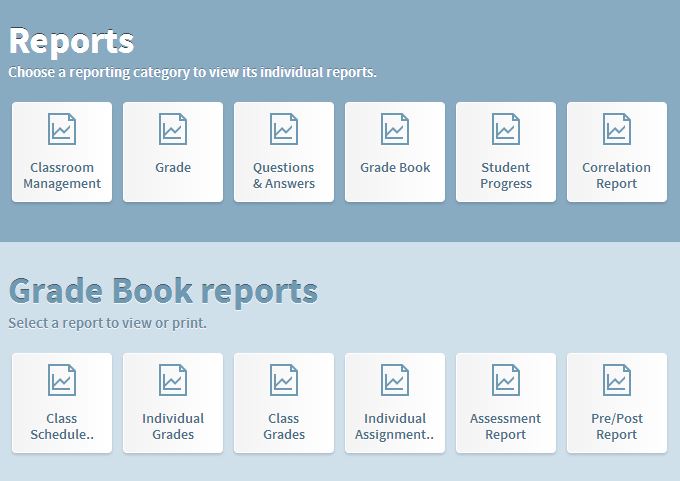 Reports
Choose a reporting category to view its individual reports.
Classroom
Management
Grade
Questions
& Answers
Grade Book
Student
Progress
Correlation
Report
Grade Book reports
Select a report to view or print.
Class
Schedule..
Individual
Grades
Class
Grades
Individual
Assignment..
Assessment
Report
Pre/Post
Report